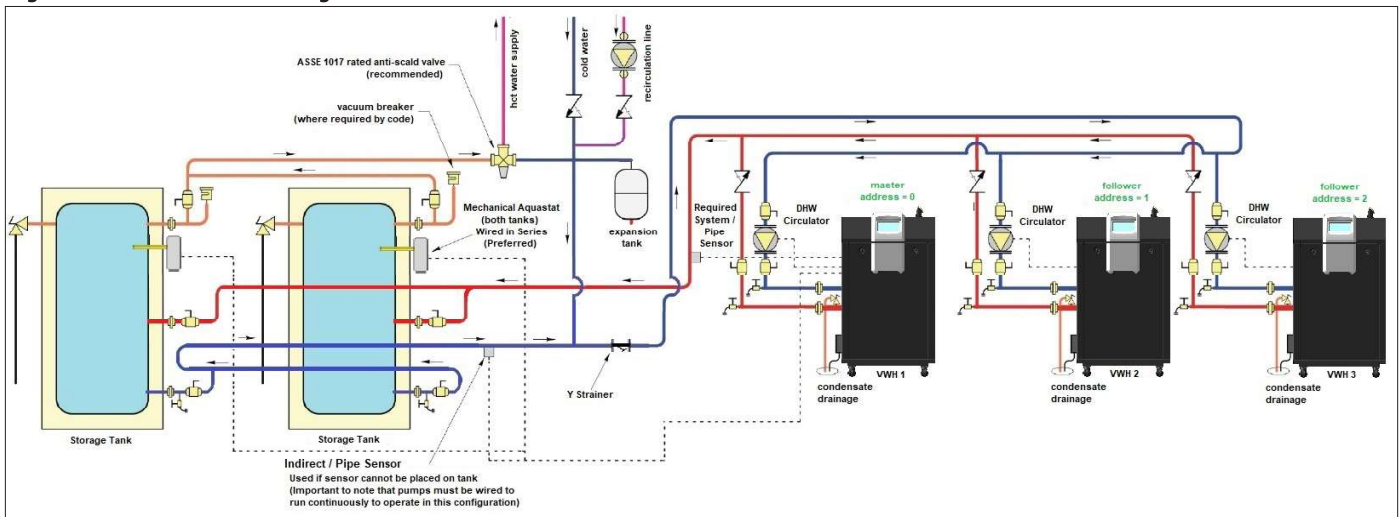 ASSE 1017 rated anti-scald valve
(recommended)
vacuum breaker
(where required by code)
hct water supply
cold water
recirculation line
Mechanical Aquastat
(both tanks)
Wired in Series
(Preferred)
expansion
tank
Required
System /
Pipe
Sensor
DHW
Circulator
master
address = 0
DHW
Circulator
follower
address = 1
DHW
Circulator
follower
address = 2
Storage Tank
Storage Tank
Y Strainer
condensate
drainage
VWH 1
condensate
drainage
VWH 2
condensate
drainage
VWH 3
Indirect / Pipe Sensor
Used if sensor cannot be placed on tank
(Important to note that pumps must be wired to
run continuously to operate in this configuration)